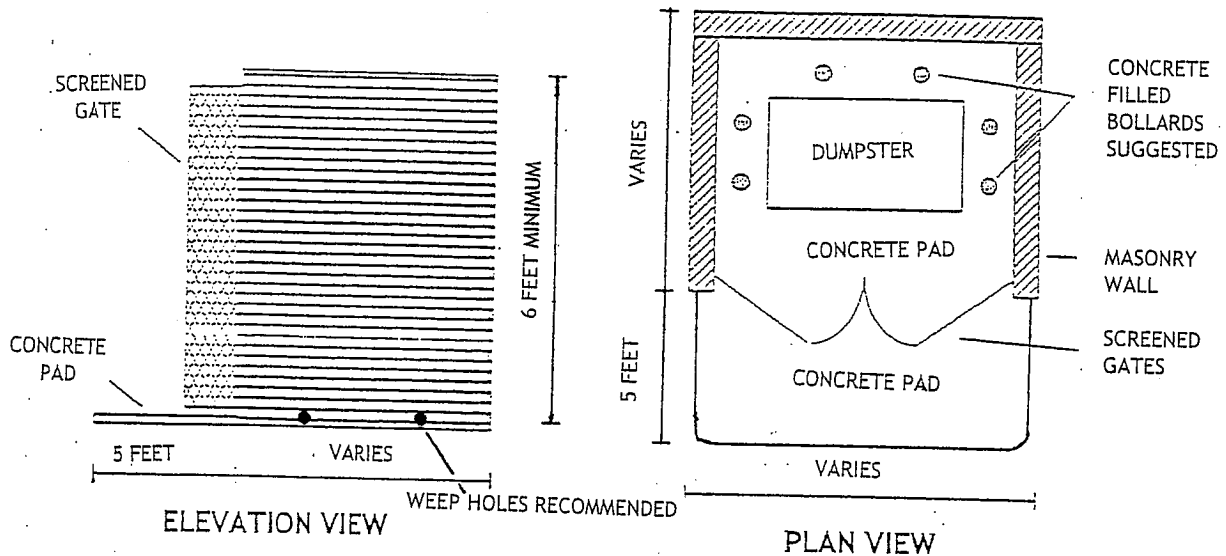 SCREENED
GATE
CONCRETE
PAD
6 FEET MINIMUM
5 FEET
VARIES
WEEP HOLES RECOMMENDED
ELEVATION VIEW
VARIES
5 FEET
DUMPSTER
CONCRETE PAD
CONCRETE PAD
CONCRETE
FILLED
BOLLARDS
SUGGESTED
MASONRY
WALL
SCREENED
GATES
VARIES
PLAN VIEW